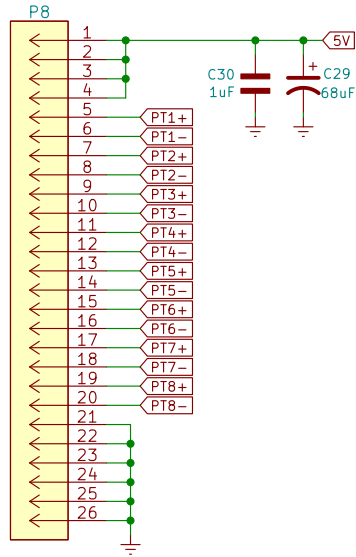 P8
1
5V
2
3
C30
1uF
+
C29
68uF
4
5 PT1+
6 PT1-
7 PT2+
8 PT2-
9 PT3+
10 PT3-
11 PT4+
12 PT4-
13 PT5+
14 PT5-
15 PT6+
16 PT6-
17 PT7+
18 PT7-
19 PT8+
20 PT8-
21
22
23
24
25
26